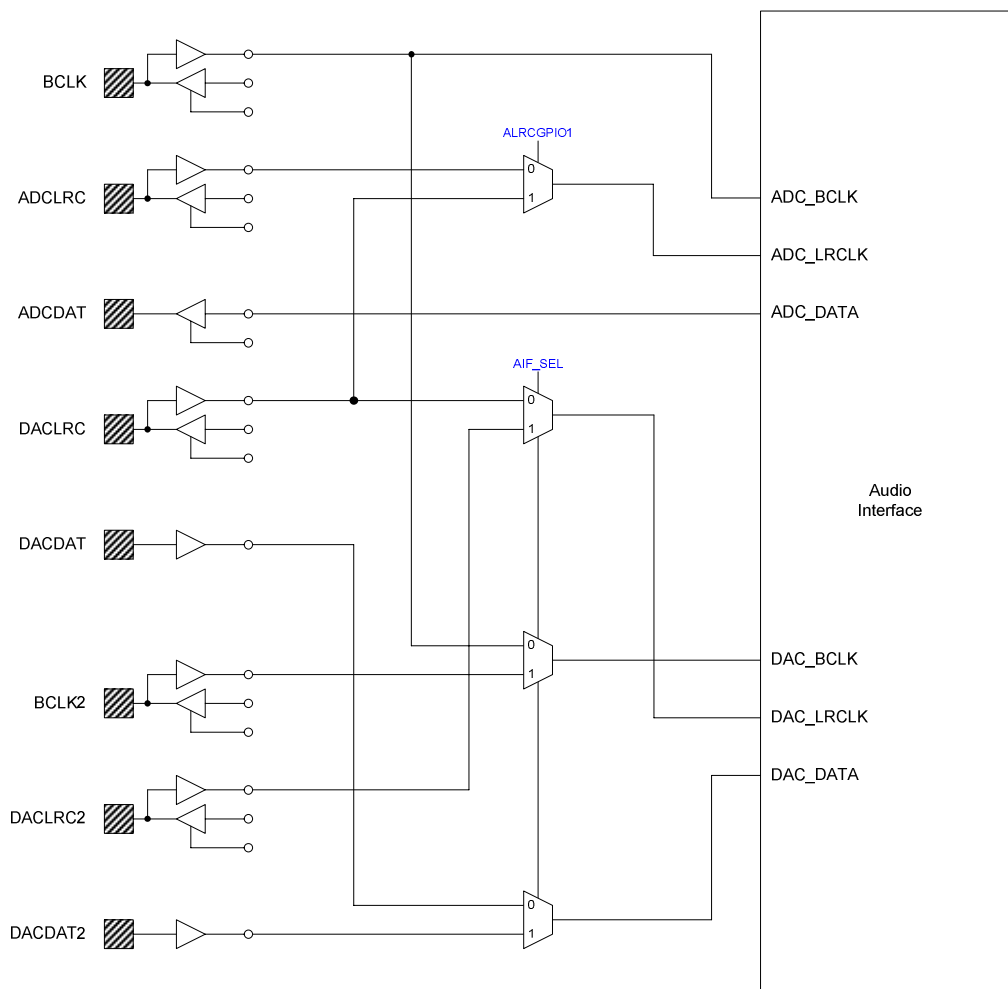 BCLK
ALRCGPIO1
0
ADCLRC
1
ADC_BCLK
ADC_LRCLK
ADCDAT
ADC_DATA
AIF_SEL
0
DACLRC
1
Audio
Interface
DACDAT
0
DAC_BCLK
1
BCLK2
DAC_LRCLK
DAC_DATA
DACLRC2
0
DACDAT2
1